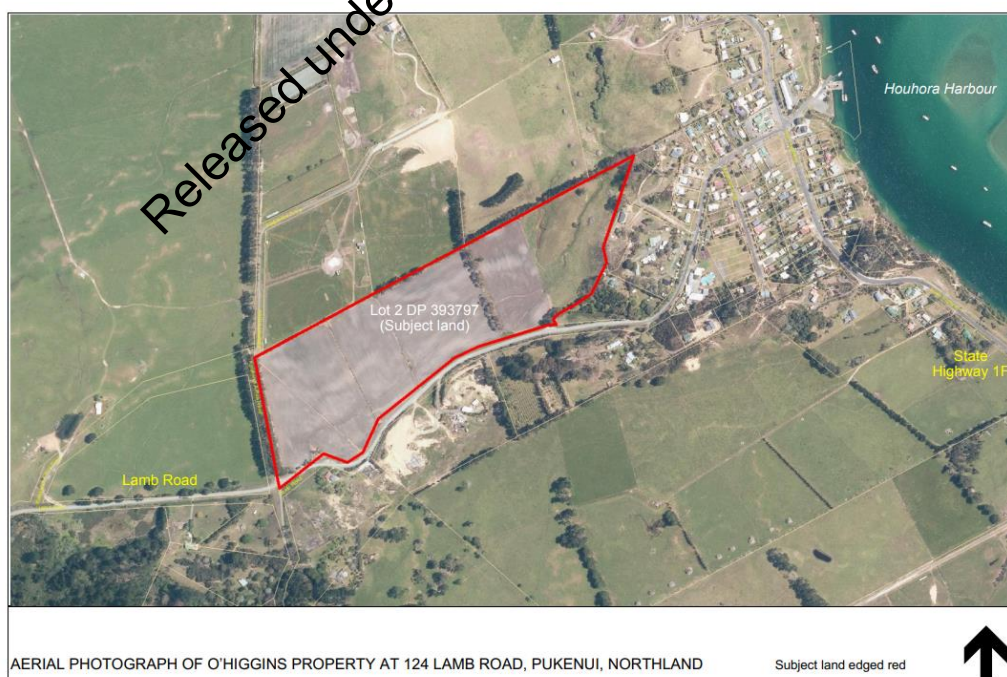 Released unde
Houhora Harbour
Lot 2 DP 393797
(Subject land)
State
Highway 1F
Lamb Road
AERIAL PHOTOGRAPH OF O'HIGGINS PROPERTY AT 124 LAMB ROAD, PUKENUI, NORTHLAND
Subject land edged red